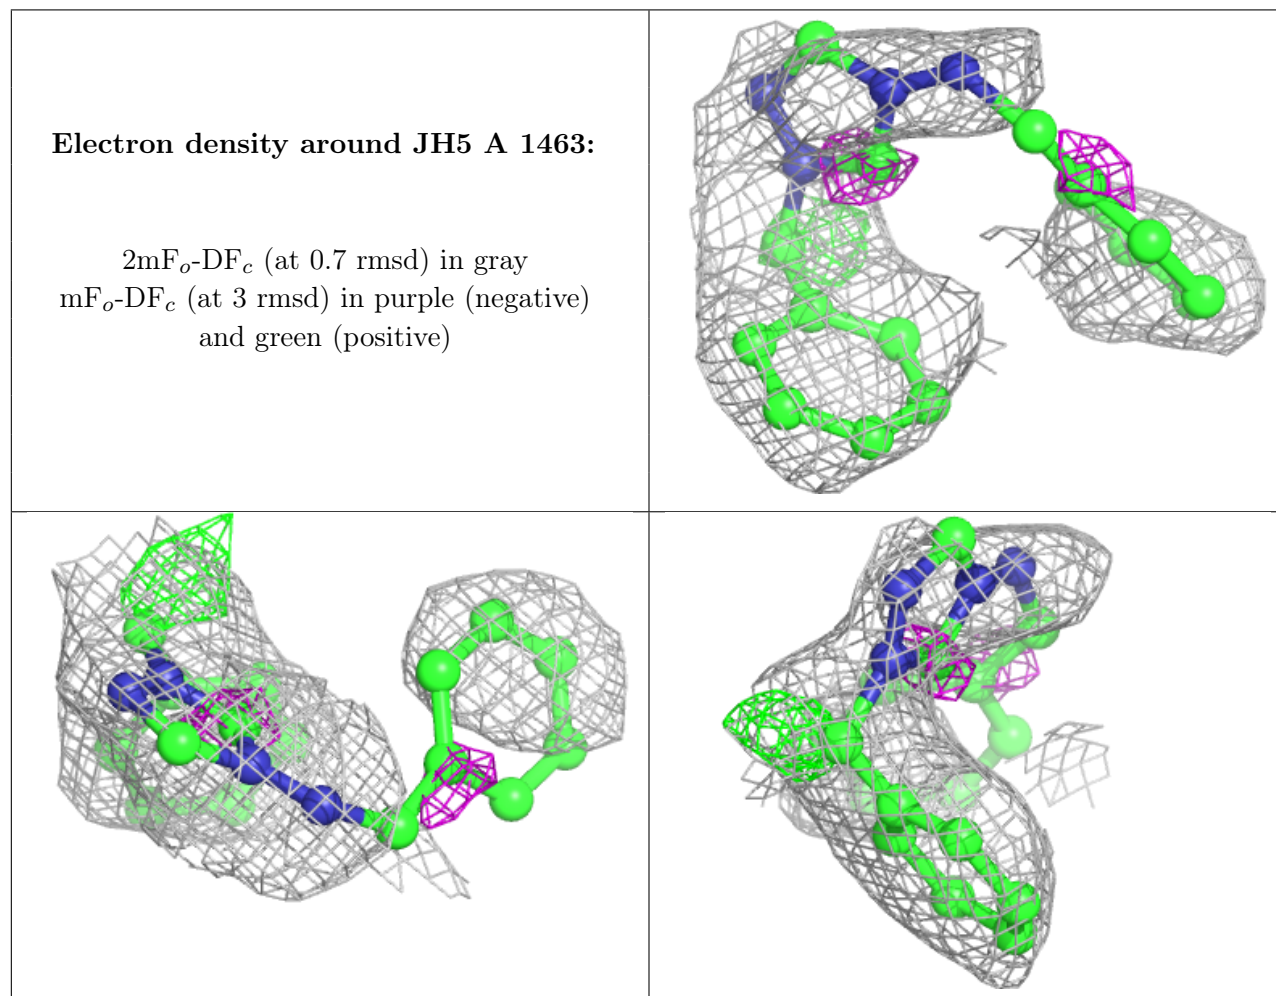 Electron density around JH5 A 1463:
2mFₒ-DF𝒸 (at 0.7 rmsd) in gray
mFₒ-DF𝒸 (at 3 rmsd) in purple (negative)
and green (positive)